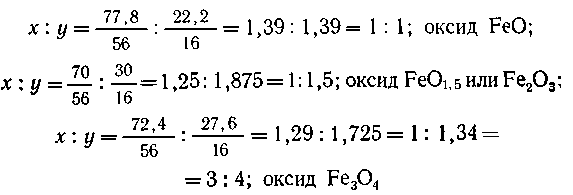 x : y = 77,8/56 : 22,2/16 = 1,39 : 1,39 = 1 : 1; оксид FeO;
x : y = 70/56 : 30/16 = 1,25 : 1,875 = 1 : 1,5; оксид FeO₁,₅ или Fe₂O₃;
x : y = 72,4/56 : 27,6/16 = 1,29 : 1,725 = 1 : 1,34 =
= 3 : 4; оксид Fe₃O₄